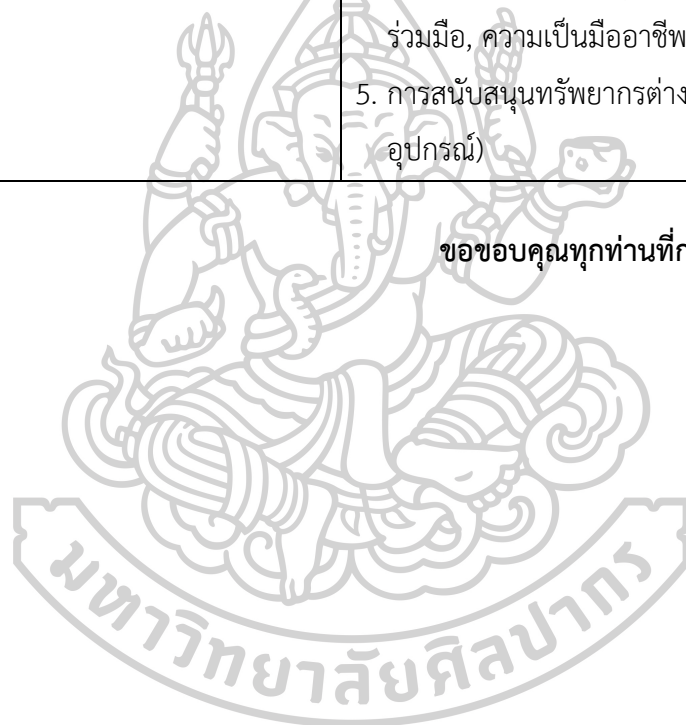 ร่วมมือ, ความเป็นมืออาชีพ
5. การสนับสนุนทรัพยากรต่าง
อุปกรณ์)
ขอขอบคุณทุกท่านที่ก
มหาวิทยาลัยศิลปากร